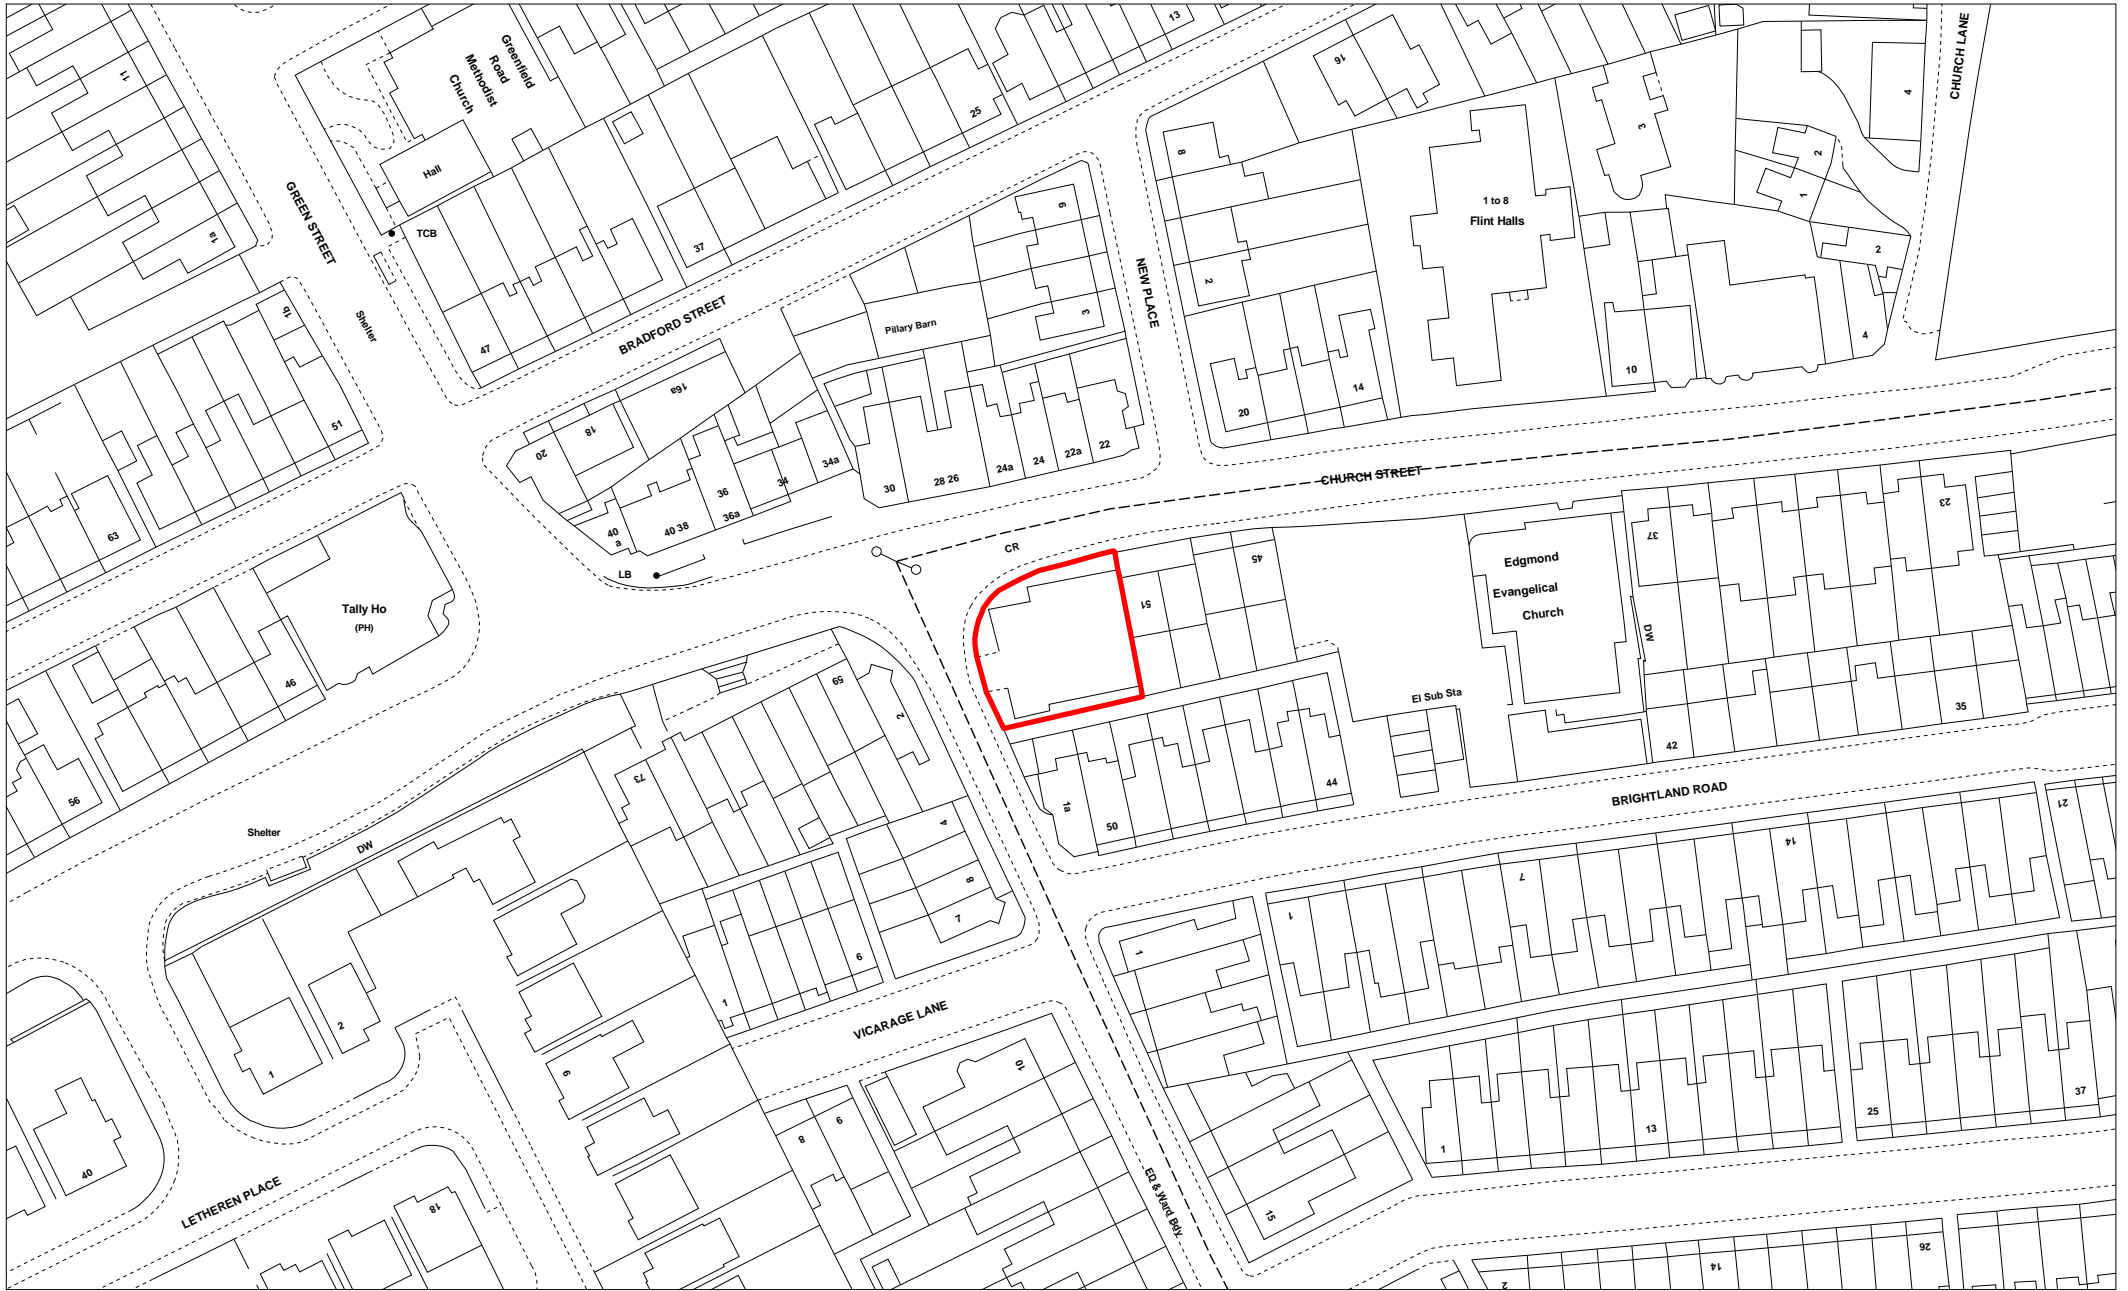 13
Greenfield
Road
Methodist
Church
16
CHURCH LANE
11
4
25
3
8
2
Hall
1
1 to 8
Flint Halls
GREEN STREET
TCB
1a
6
37
2
NEW PLACE
2
1b
Shelter
BRADFORD STREET
Pillary Barn
3
4
47
10
16a
14
20
51
18
20
34a
22
22a
24
24a
28 26
30
34
36
36a
40 38
40
a
CHURCH STREET
63
23
37
CR
LB
Edgmond
Evangelical
Church
45
51
DW
Tally Ho
(PH)
46
59
2
El Sub Sta
35
42
73
44
1a
50
56
BRIGHTLAND ROAD
21
Shelter
DW
14
4
7
8
7
1
1
6
1
VICARAGE LANE
2
1
9
10
37
25
13
1
8
6
40
LETHEREN PLACE
18
ED & Ward Bdy
15
26
14
2